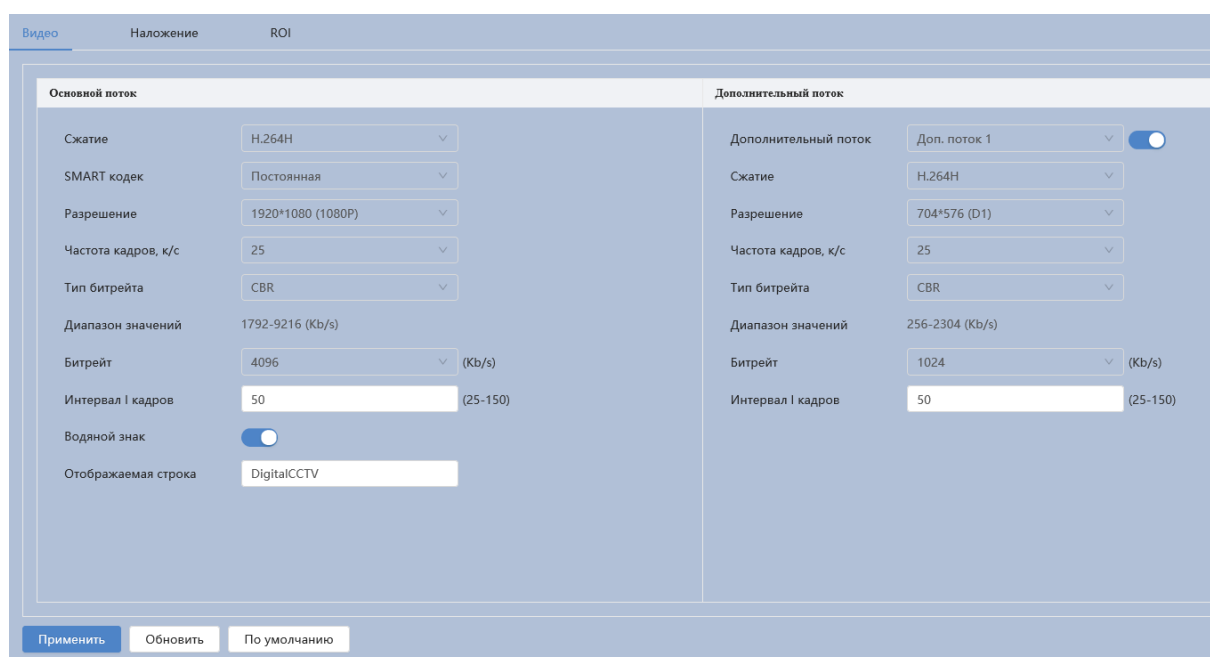 Видео Наложение ROI
Основной поток Дополнительный поток
Сжатие H.264H Дополнительный поток Доп. поток 1
SMART кодек Постоянная Сжатие H.264H
Разрешение 1920*1080 (1080P) Разрешение 704*576 (D1)
Частота кадров, к/с 25 Частота кадров, к/с 25
Тип битрейта CBR Тип битрейта CBR
Диапазон значений 1792-9216 (Kb/s) Диапазон значений 256-2304 (Kb/s)
Битрейт 4096 (Kb/s) Битрейт 1024 (Kb/s)
Интервал I кадров 50 (25-150) Интервал I кадров 50 (25-150)
Водяной знак
Отображаемая строка DigitalCCTV
Применить Обновить По умолчанию